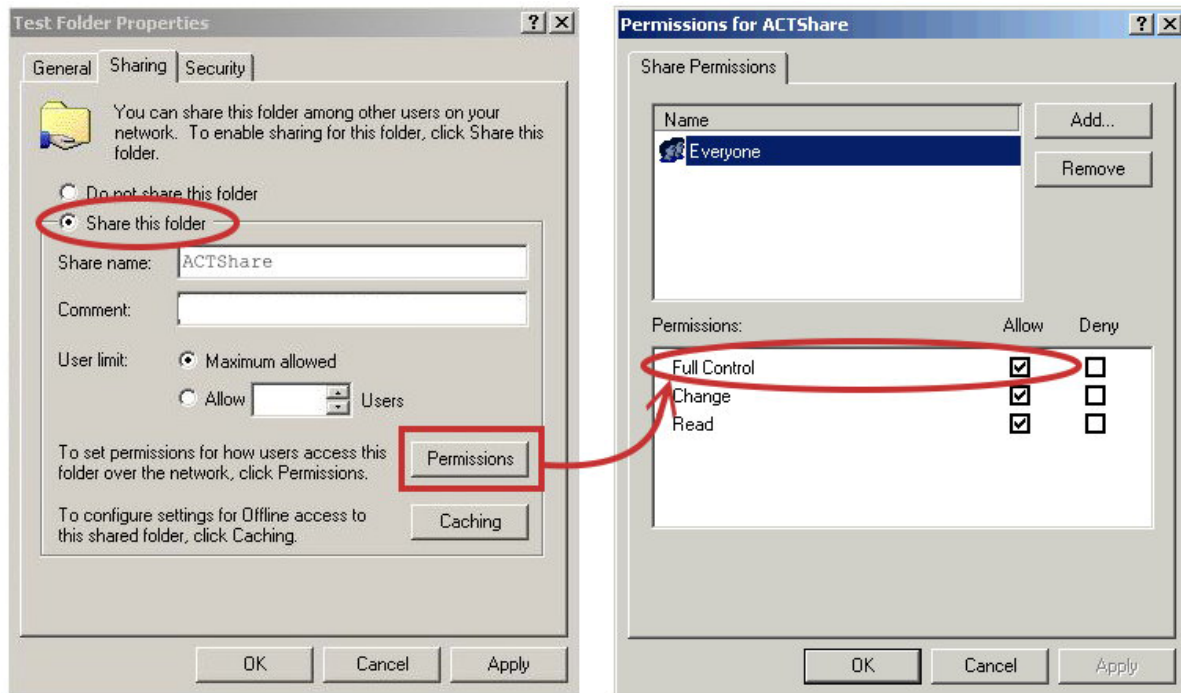 Test Folder Properties
General Sharing Security
You can share this folder among other users on your
network. To enable sharing for this folder, click Share this
folder.
Do not share this folder
Share this folder
Share name: ACTShare
Comment:
User limit: Maximum allowed
Allow Users
To set permissions for how users access this
folder over the network, click Permissions.
Permissions
To configure settings for Offline access to
this shared folder, click Caching.
Caching
OK Cancel Apply
Permissions for ACTShare
Share Permissions
Name
Everyone
Add...
Remove
Permissions: Allow Deny
Full Control
Change
Read
OK Cancel Apply